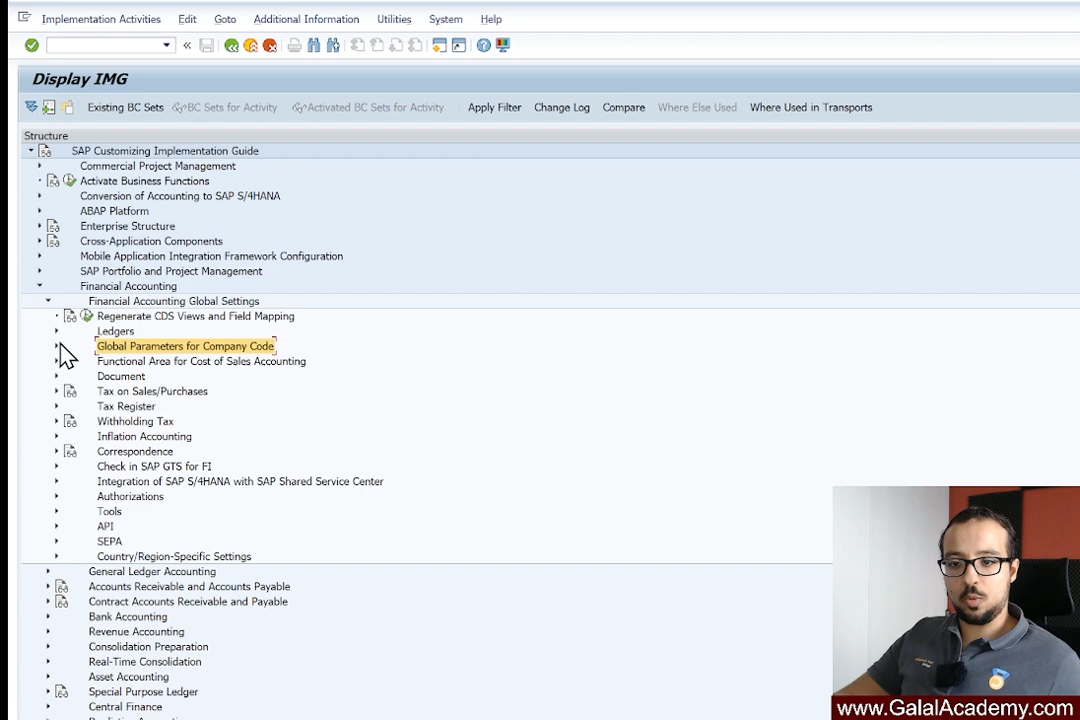 Implementation Activities Edit Goto Additional Information Utilities System Help
Display IMG
Existing BC Sets BC Sets for Activity Activated BC Sets for Activity Apply Filter Change Log Compare Where Else Used Where Used in Transports
Structure
SAP Customizing Implementation Guide
Commercial Project Management
Activate Business Functions
Conversion of Accounting to SAP S/4HANA
ABAP Platform
Enterprise Structure
Cross-Application Components
Mobile Application Integration Framework Configuration
SAP Portfolio and Project Management
Financial Accounting
Financial Accounting Global Settings
Regenerate CDS Views and Field Mapping
Ledgers
Global Parameters for Company Code
Functional Area for Cost of Sales Accounting
Document
Tax on Sales/Purchases
Tax Register
Withholding Tax
Inflation Accounting
Correspondence
Check in SAP GTS for FI
Integration of SAP S/4HANA with SAP Shared Service Center
Authorizations
Tools
API
SEPA
Country/Region-Specific Settings
General Ledger Accounting
Accounts Receivable and Accounts Payable
Contract Accounts Receivable and Payable
Bank Accounting
Revenue Accounting
Consolidation Preparation
Real-Time Consolidation
Asset Accounting
Special Purpose Ledger
Central Finance
www.GalalAcademy.com